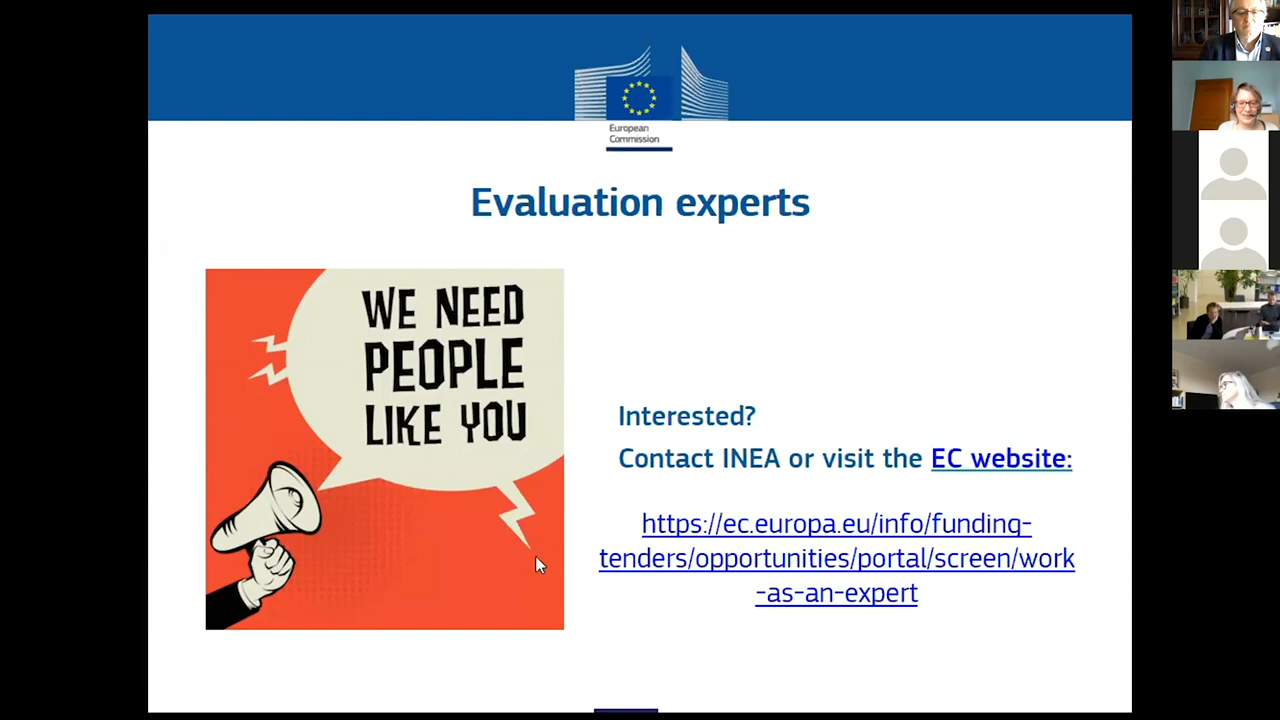 European
Commission
Evaluation experts
WE NEED
PEOPLE
LIKE YOU
Interested?
Contact INEA or visit the EC website:
https://ec.europa.eu/info/funding-
tenders/opportunities/portal/screen/work
-as-an-expert